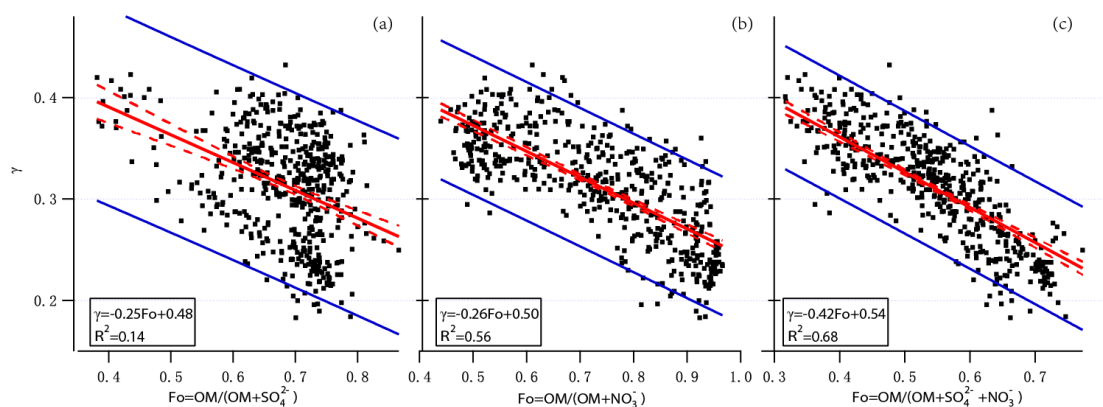 (a)
(b)
(c)
γ
0.4
0.3
0.2
γ=-0.25Fo+0.48
R²=0.14
γ=-0.26Fo+0.50
R²=0.56
γ=-0.42Fo+0.54
R²=0.68
0.4 0.5 0.6 0.7 0.8
0.4 0.5 0.6 0.7 0.8 0.9 1.0
0.3 0.4 0.5 0.6 0.7
Fo=OM/(OM+SO₄²⁻)
Fo=OM/(OM+NO₃⁻)
Fo=OM/(OM+SO₄²⁻+NO₃⁻)